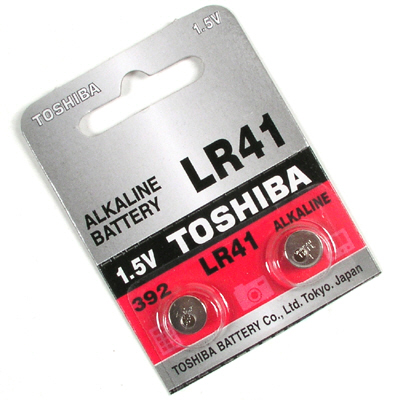 TOSHIBA 1.5V
ALKALINE
BATTERY
LR41
1.5V TOSHIBA
392 LR41 ALKALINE
TOSHIBA BATTERY Co., Ltd. Tokyo. Japan